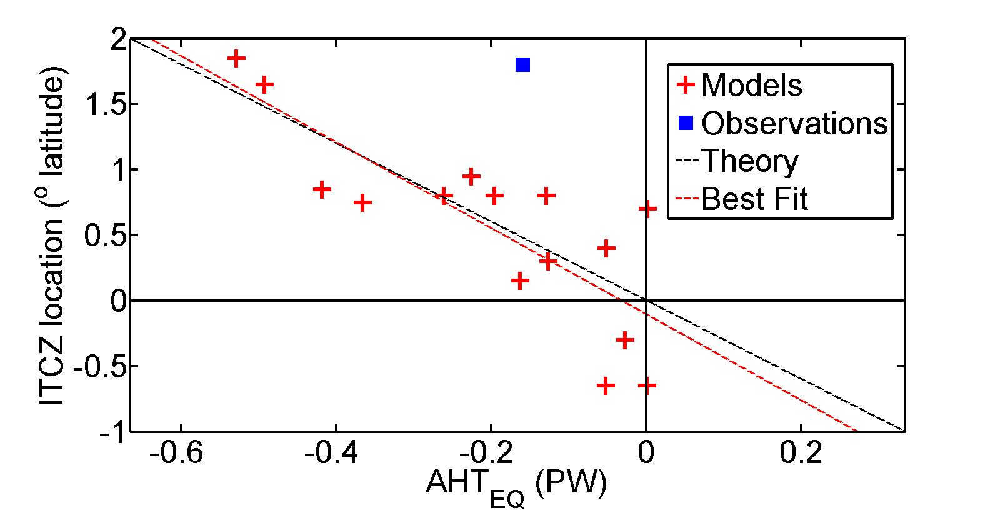 2
1.5
1
0.5
0
-0.5
-1
ITCZ location (º latitude)
Models
Observations
Theory
Best Fit
-0.6 -0.4 -0.2 0 0.2
AHTEQ (PW)